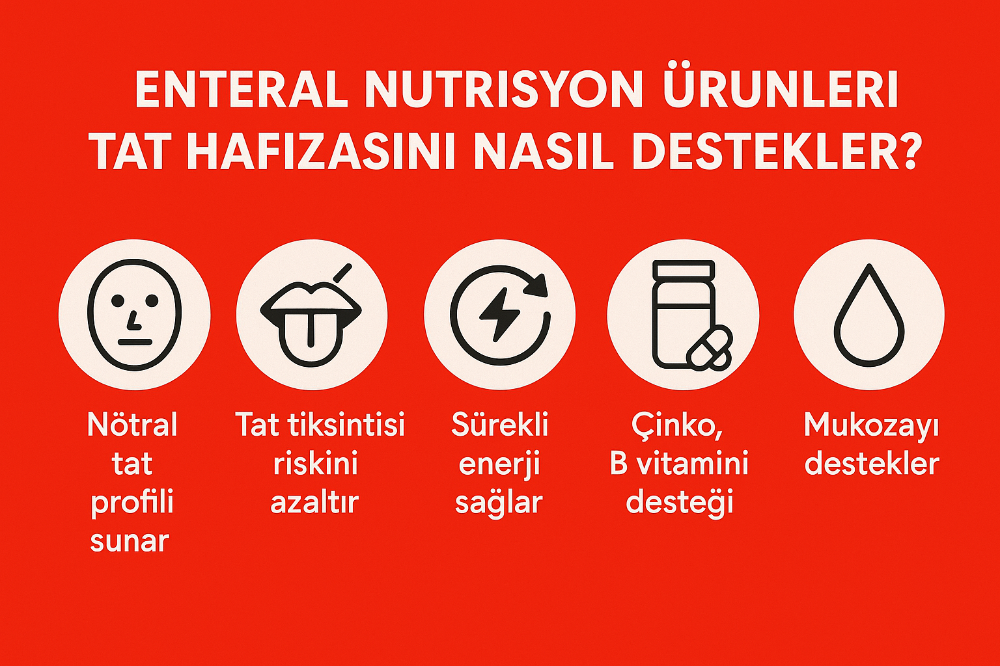 ENTERAL NUTRISYON ÜRUNLERI
TAT HAFIZASINI NASIL DESTEKLER?
Nötral
tat
profili
sunar
Tat tiksintisi
riskini
azaltır
Sürekli
enerji
sağlar
Çinko,
B vitamini
desteği
Mukozayı
destekler